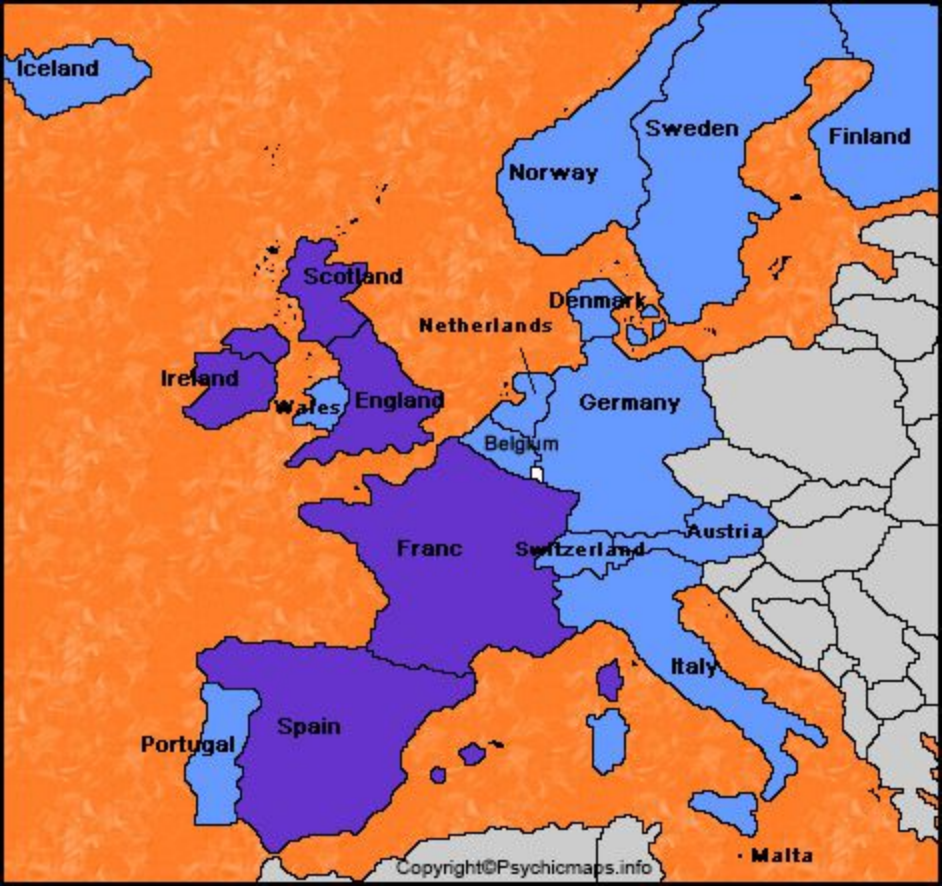 Iceland
Sweden
Finland
Norway
Scotland
Denmark
Netherlands
Ireland
Wales
England
Germany
Belgium
Austria
Franc
Switzerland
Italy
Spain
Portugal
Malta
Copyright©Psychicmaps.info